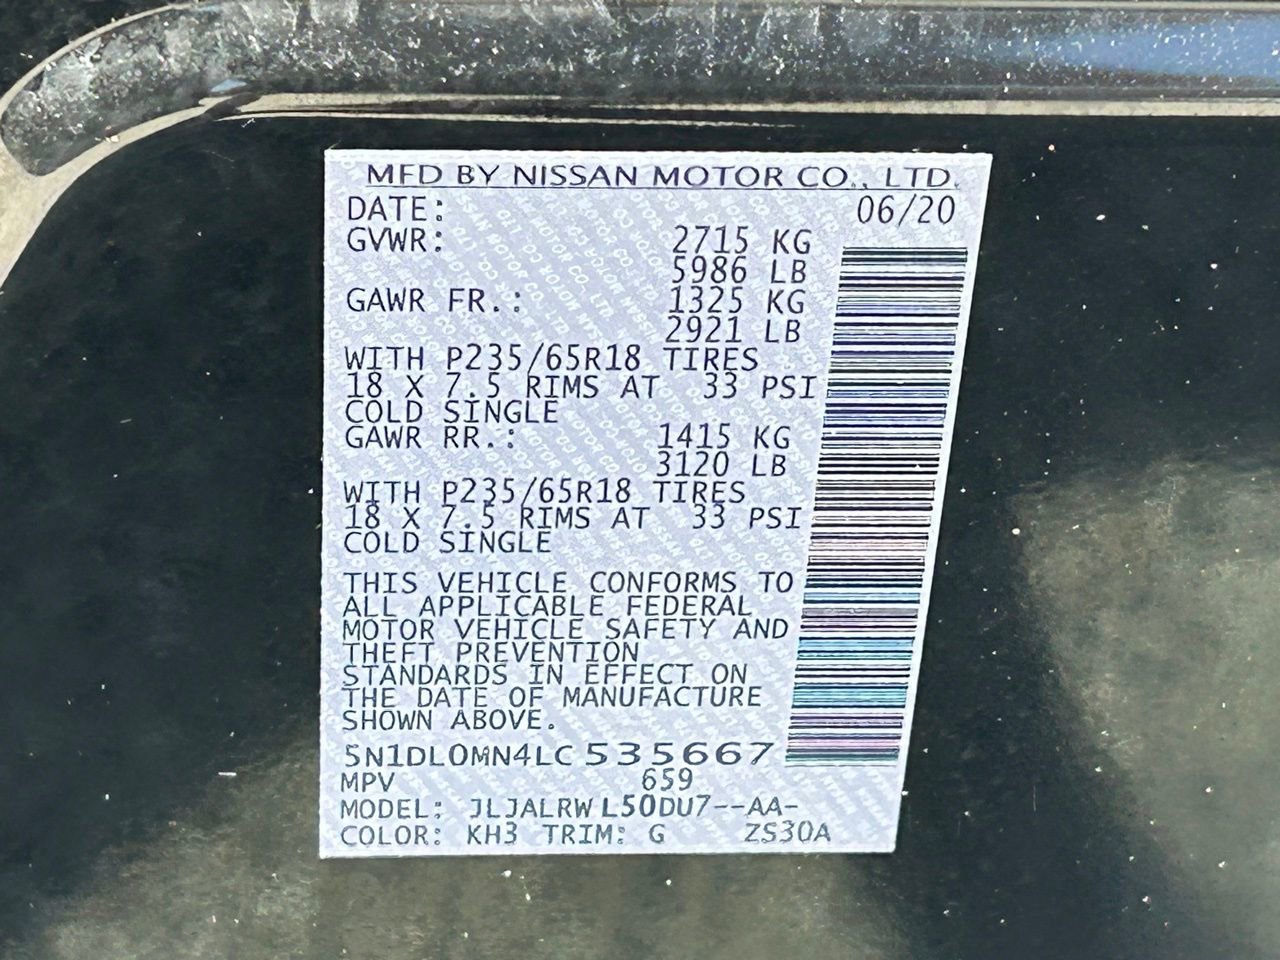 MFD BY NISSAN MOTOR CO., LTD.
DATE: 06/20
GVWR: 2715 KG
5986 LB
GAWR FR.: 1325 KG
2921 LB
WITH P235/65R18 TIRES
18 X 7.5 RIMS AT 33 PSI
COLD SINGLE
GAWR RR.: 1415 KG
3120 LB
WITH P235/65R18 TIRES
18 X 7.5 RIMS AT 33 PSI
COLD SINGLE
THIS VEHICLE CONFORMS TO
ALL APPLICABLE FEDERAL
MOTOR VEHICLE SAFETY AND
THEFT PREVENTION
STANDARDS IN EFFECT ON
THE DATE OF MANUFACTURE
SHOWN ABOVE.
5N1DL0MN4LC535667
MPV 659
MODEL: JLJALRWL50DU7--AA-
COLOR: KH3 TRIM: G ZS30A